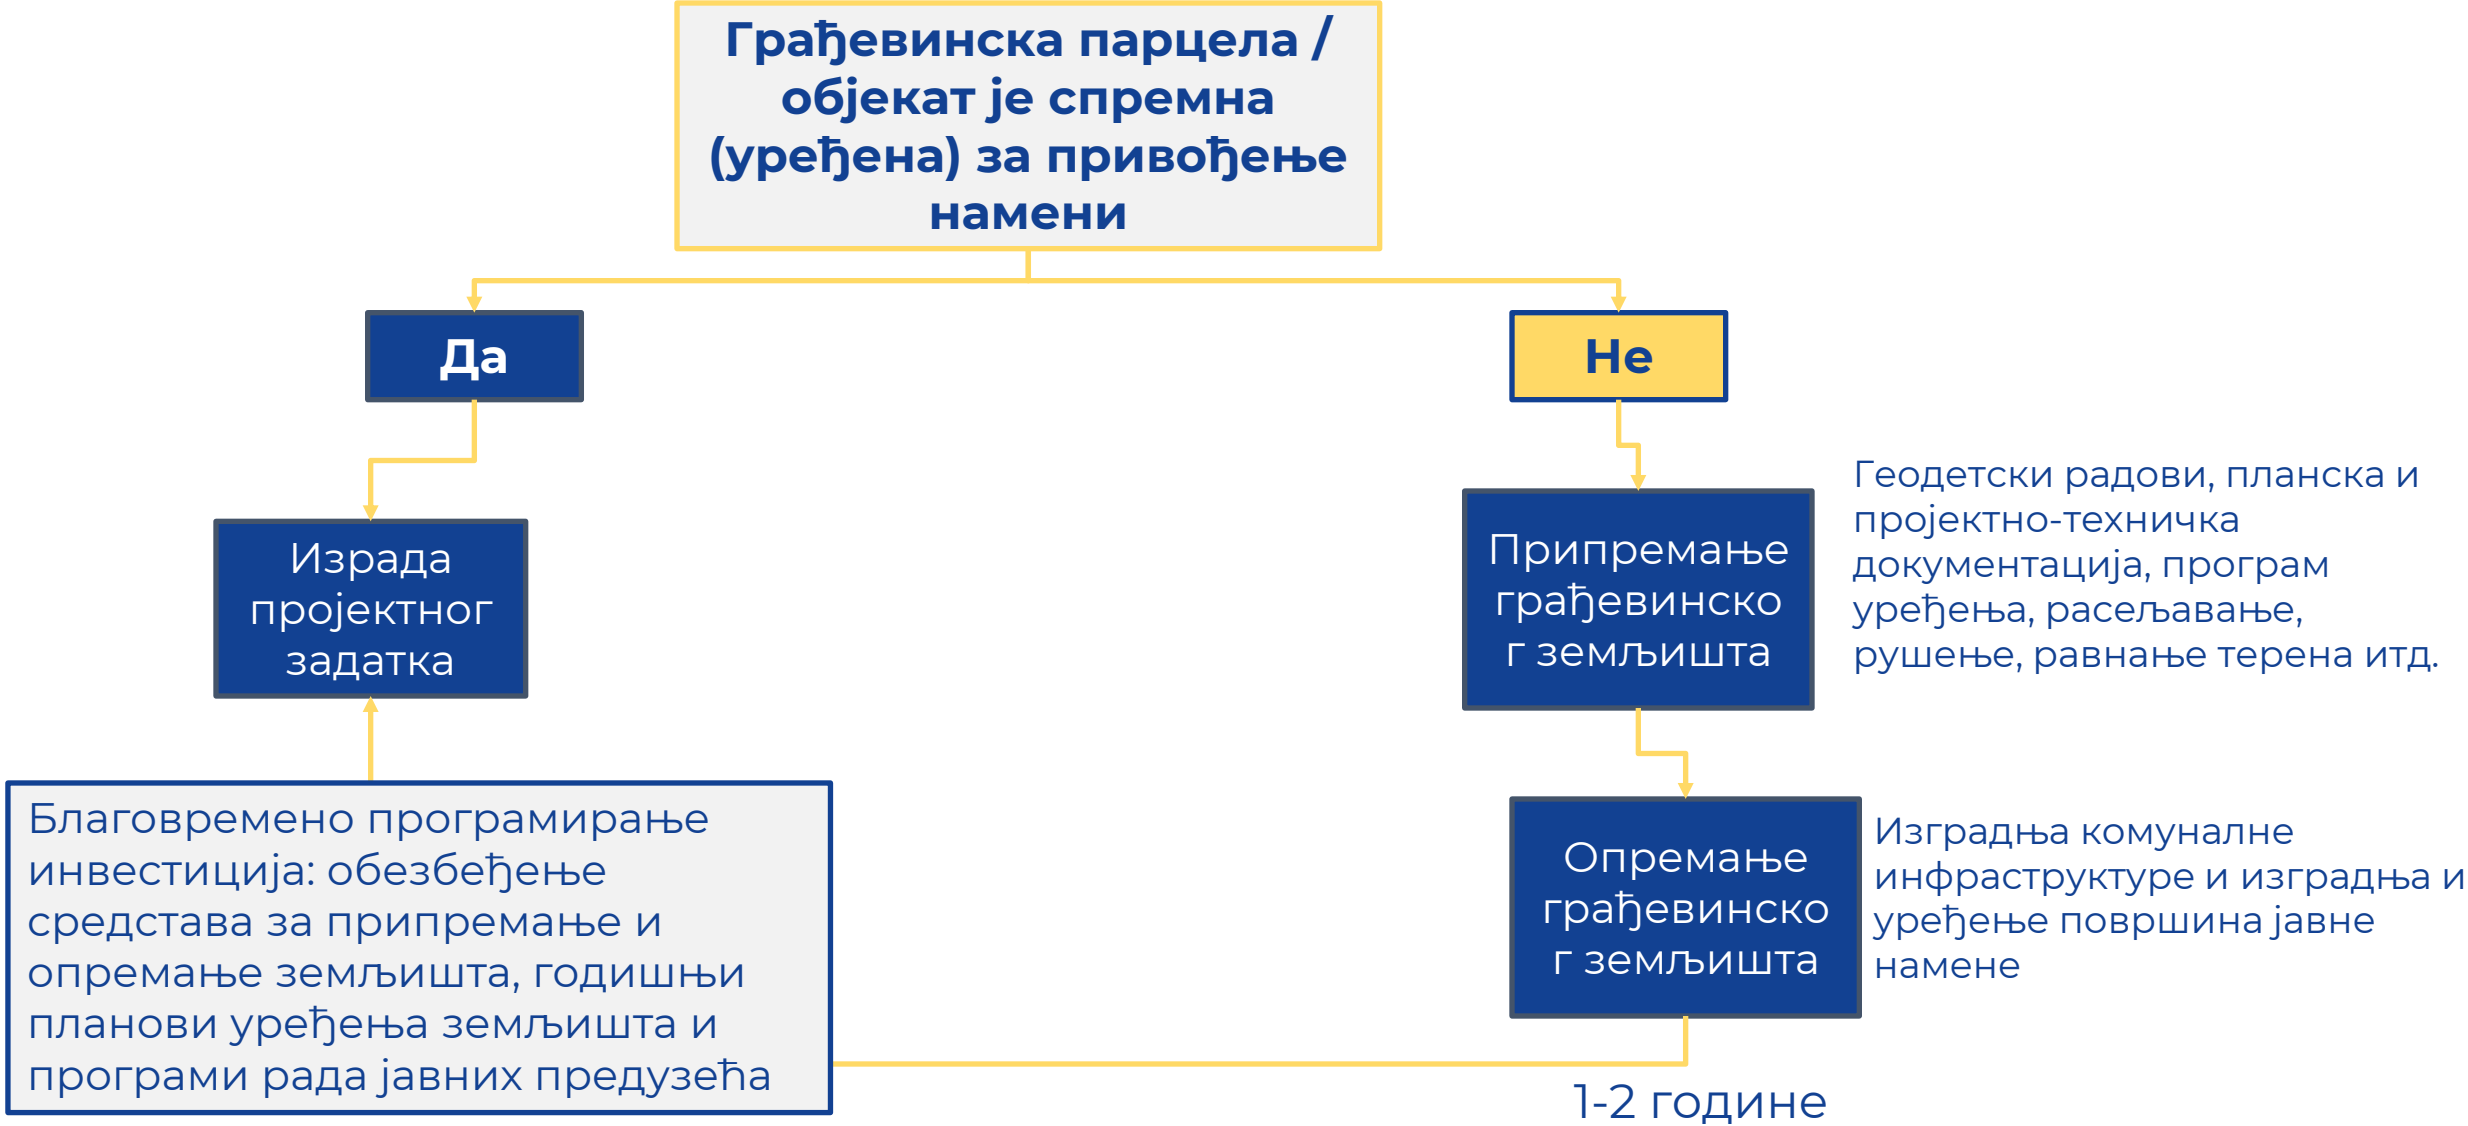 Грађевинска парцела /
објекат је спремна
(уређена) за привођење
намени
Да
Не
Израда
пројектног
задатка
Припремање
грађевинско
г земљишта
Геодетски радови, планска и
пројектно-техничка
документација, програм
уређења, расељавање,
рушење, равнање терена итд.
Благовремено програмирање
инвестиција: обезбеђење
средстава за припремање и
опремање земљишта, годишњи
планови уређења земљишта и
програми рада јавних предузећа
Опремање
грађевинско
г земљишта
Изградња комуналне
инфраструктуре и изградња и
уређење површина јавне
намене
1-2 године